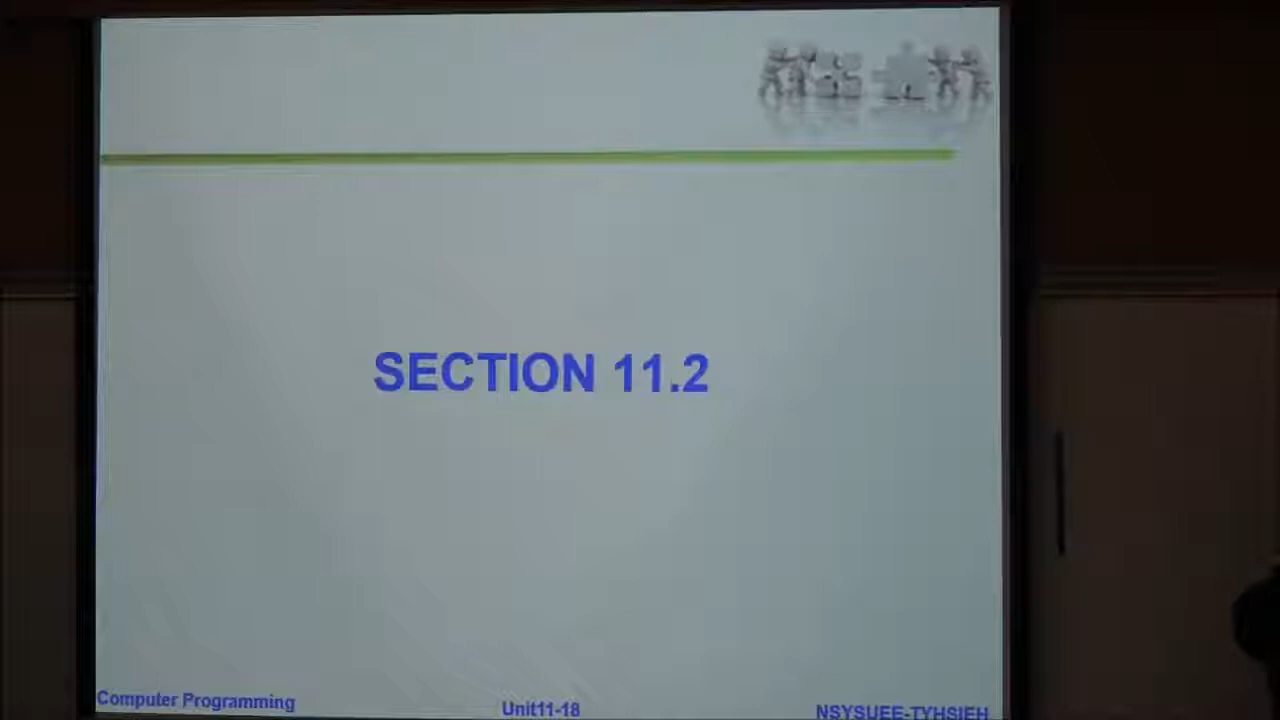 SECTION 11.2
Computer Programming
Unit11-18
NSYSUEE-TYHSIEH